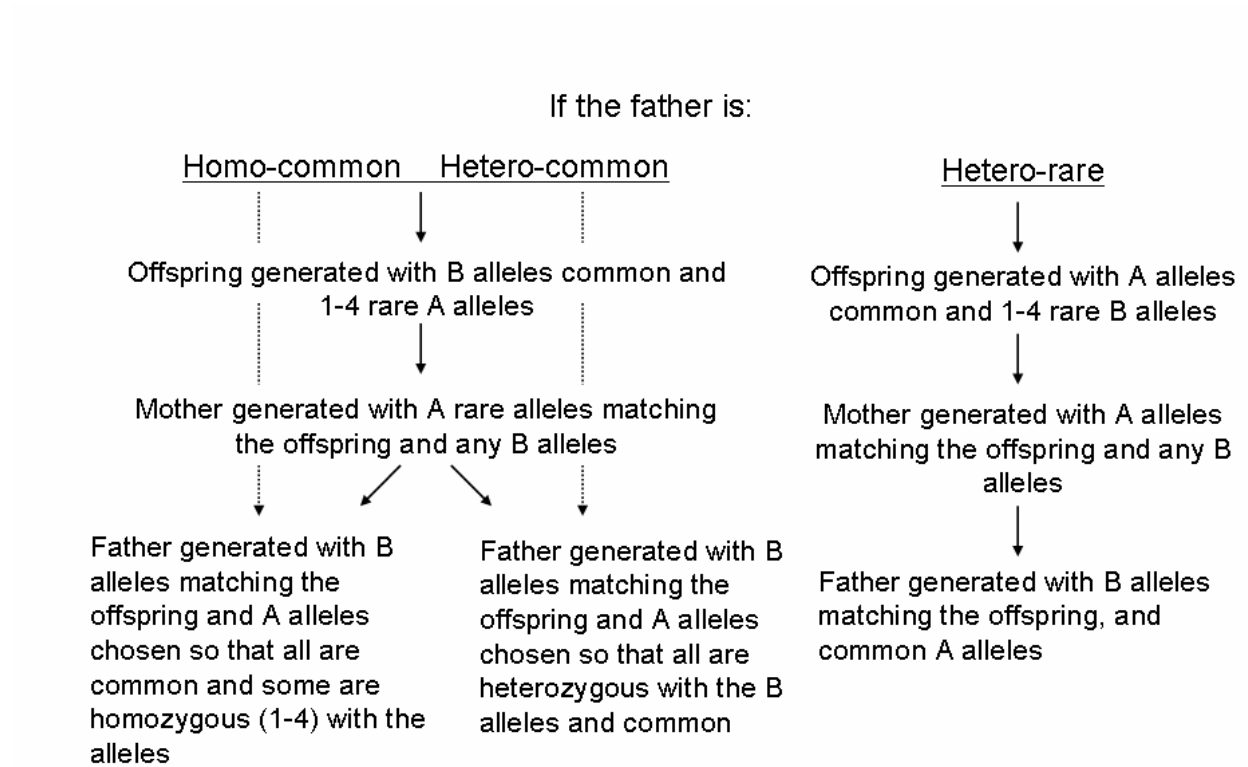 If the father is:
Homo-common Hetero-common
Hetero-rare
Offspring generated with B alleles common and
1-4 rare A alleles
Offspring generated with A alleles
common and 1-4 rare B alleles
Mother generated with A rare alleles matching
the offspring and any B alleles
Mother generated with A alleles
matching the offspring and any B
alleles
Father generated with B
alleles matching the
offspring and A alleles
chosen so that all are
common and some are
homozygous (1-4) with the
alleles
Father generated with B
alleles matching the
offspring and A alleles
chosen so that all are
heterozygous with the B
alleles and common
Father generated with B alleles
matching the offspring, and
common A alleles